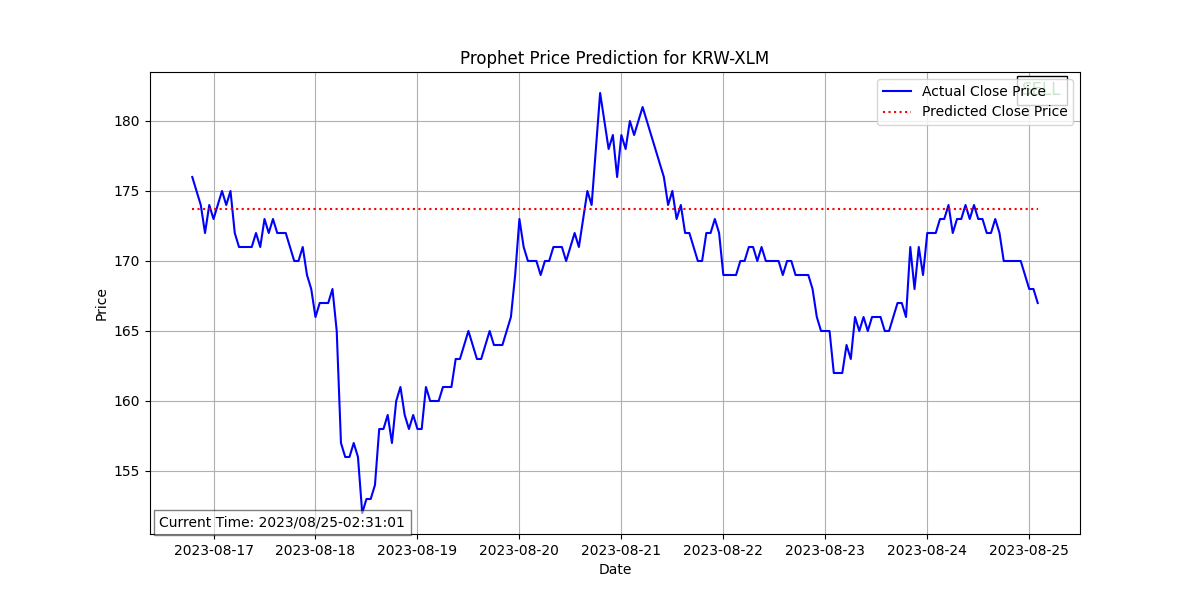 Prophet Price Prediction for KRW-XLM
SELL
Actual Close Price
Predicted Close Price
180
175
170
165
160
155
Price
Current Time: 2023/08/25-02:31:01
2023-08-17
2023-08-18
2023-08-19
2023-08-20
2023-08-21
2023-08-22
2023-08-23
2023-08-24
2023-08-25
Date